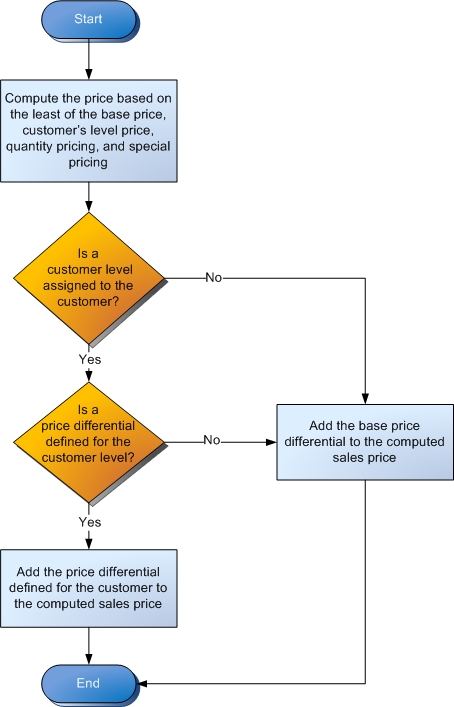 Start
Compute the price based on
the least of the base price,
customer's level price,
quantity pricing, and special
pricing
Is a
customer level
assigned to the
customer?
No
Yes
Is a
price differential
defined for the
customer level?
No
Add the base price
differential to the computed
sales price
Yes
Add the price differential
defined for the customer to
the computed sales price
End